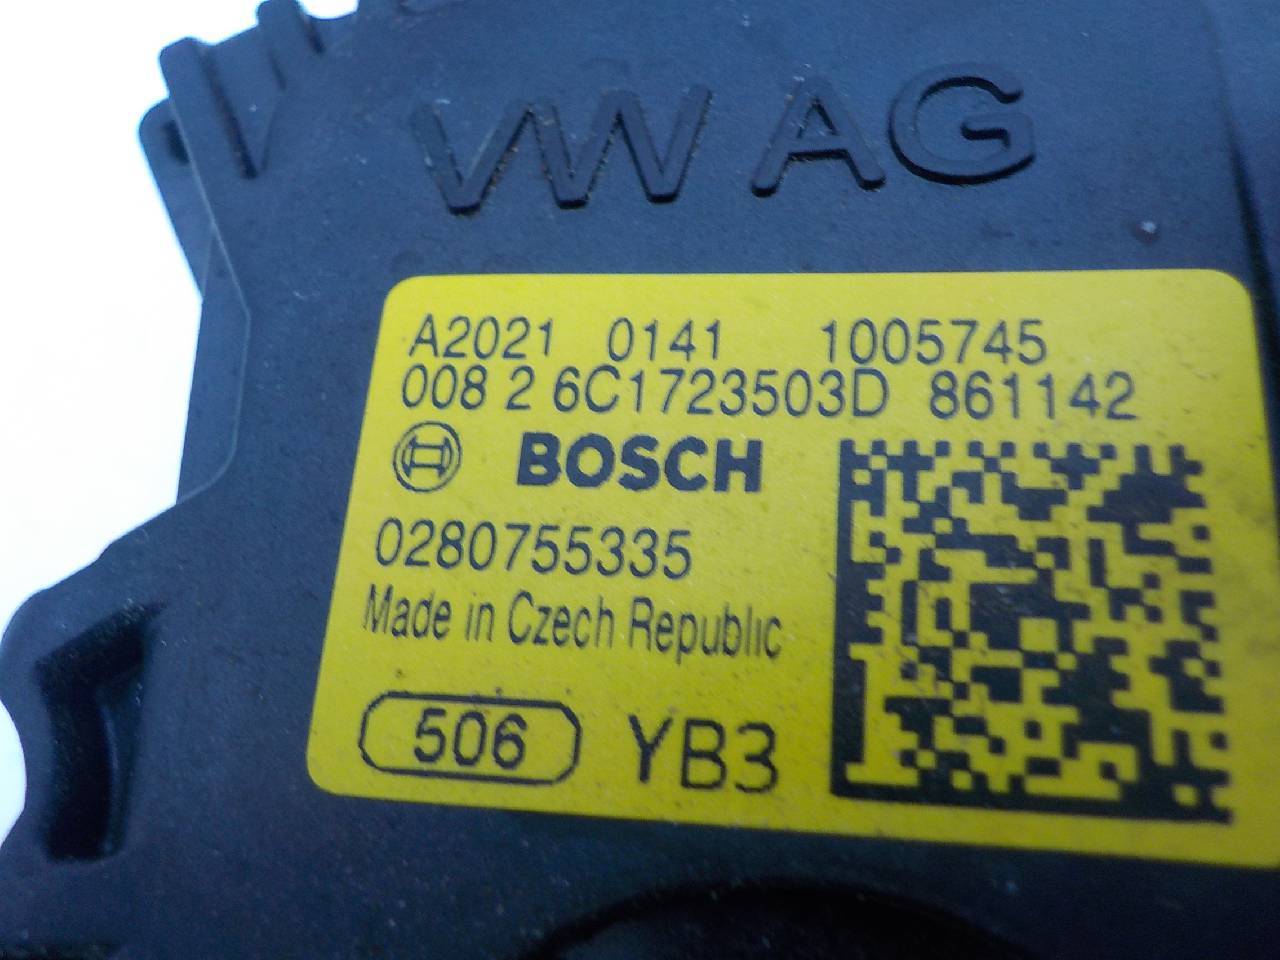 VW AG
A2021 0141 1005745
008 2 6C1723503D 861142
BOSCH
0280755335
Made in Czech Republic
506 YB3